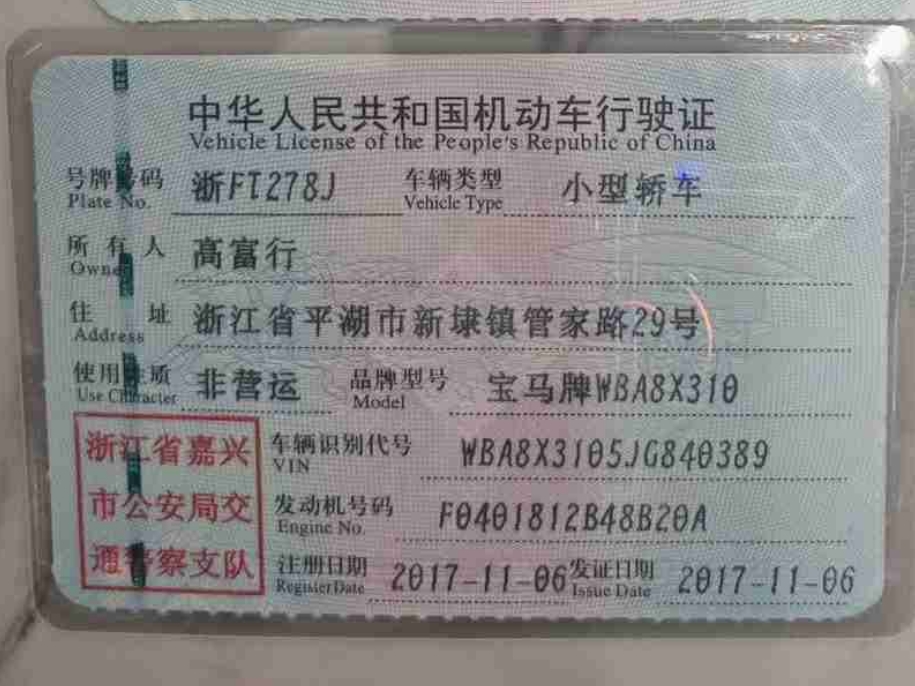 中华人民共和国机动车行驶证
Vehicle License of the People's Republic of China
号牌号码 浙FT278J 车辆类型 小型轿车
Plate No. Vehicle Type
所有人 高富行
Owner
住址 浙江省平湖市新埭镇管家路29号
Address
使用性质 非营运 品牌型号 宝马牌WBA8X310
Use Character Model
浙江省嘉兴 车辆识别代号 WBA8X3105JG840389
VIN
市公安局交 发动机号码 F0401812B48B20A
Engine No.
通警察支队 注册日期 2017-11-06 发证日期 2017-11-06
Register Date Issue Date